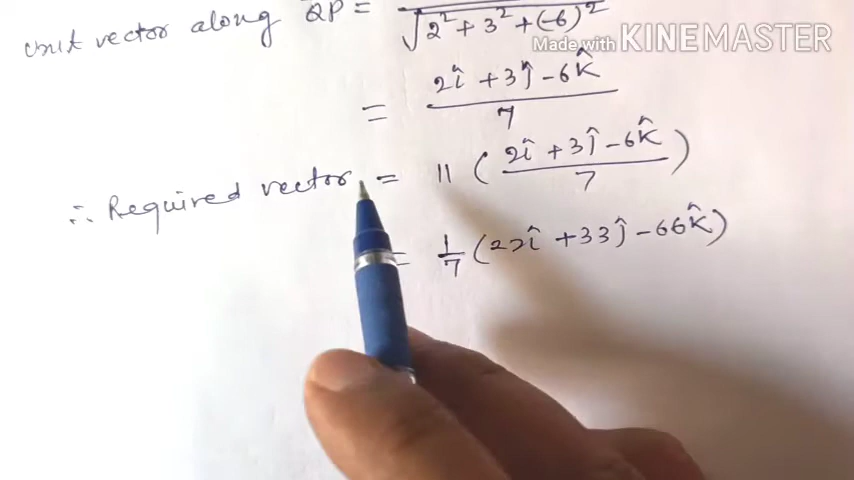 unit vector along QP = √2² + 3² + (-6)²
Made with KINEMASTER
= 2î + 3ĵ - 6k̂ / 7
∴ Required vector = 11 ( 2î + 3ĵ - 6k̂ / 7 )
= 1/7 (22î + 33ĵ - 66k̂)